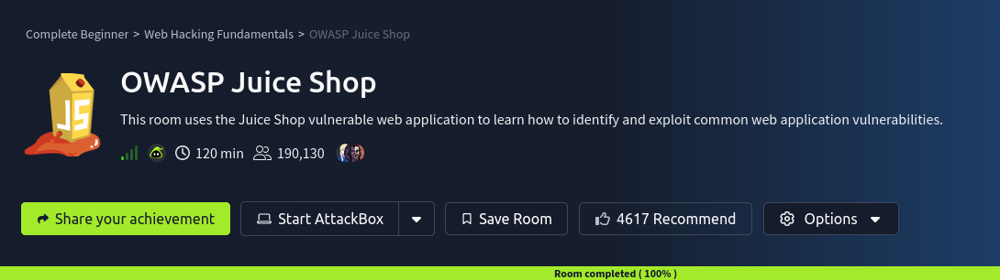 Complete Beginner > Web Hacking Fundamentals > OWASP Juice Shop
OWASP Juice Shop
This room uses the Juice Shop vulnerable web application to learn how to identify and exploit common web application vulnerabilities.
JS
120 min 190,130
Share your achievement Start AttackBox Save Room 4617 Recommend Options
Room completed ( 100% )